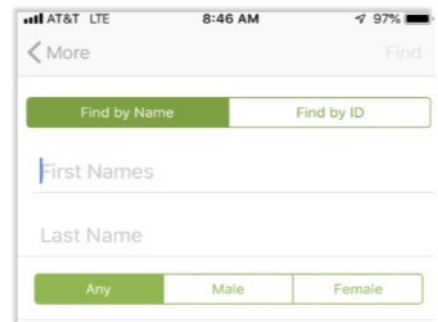 AT&T LTE 8:46 AM 97%
More Find
Find by Name Find by ID
First Names
Last Name
Any Male Female